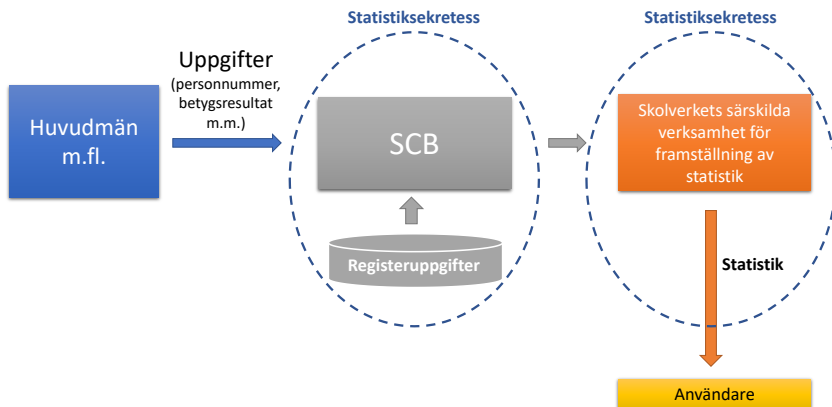 Statistiksekretess
Statistiksekretess
Uppgifter
(personnummer,
betygsresultat
m.m.)
Huvudmän
m.fl.
SCB
Skolverkets särskilda
verksamhet för
framställning av
statistik
Registeruppgifter
Statistik
Användare